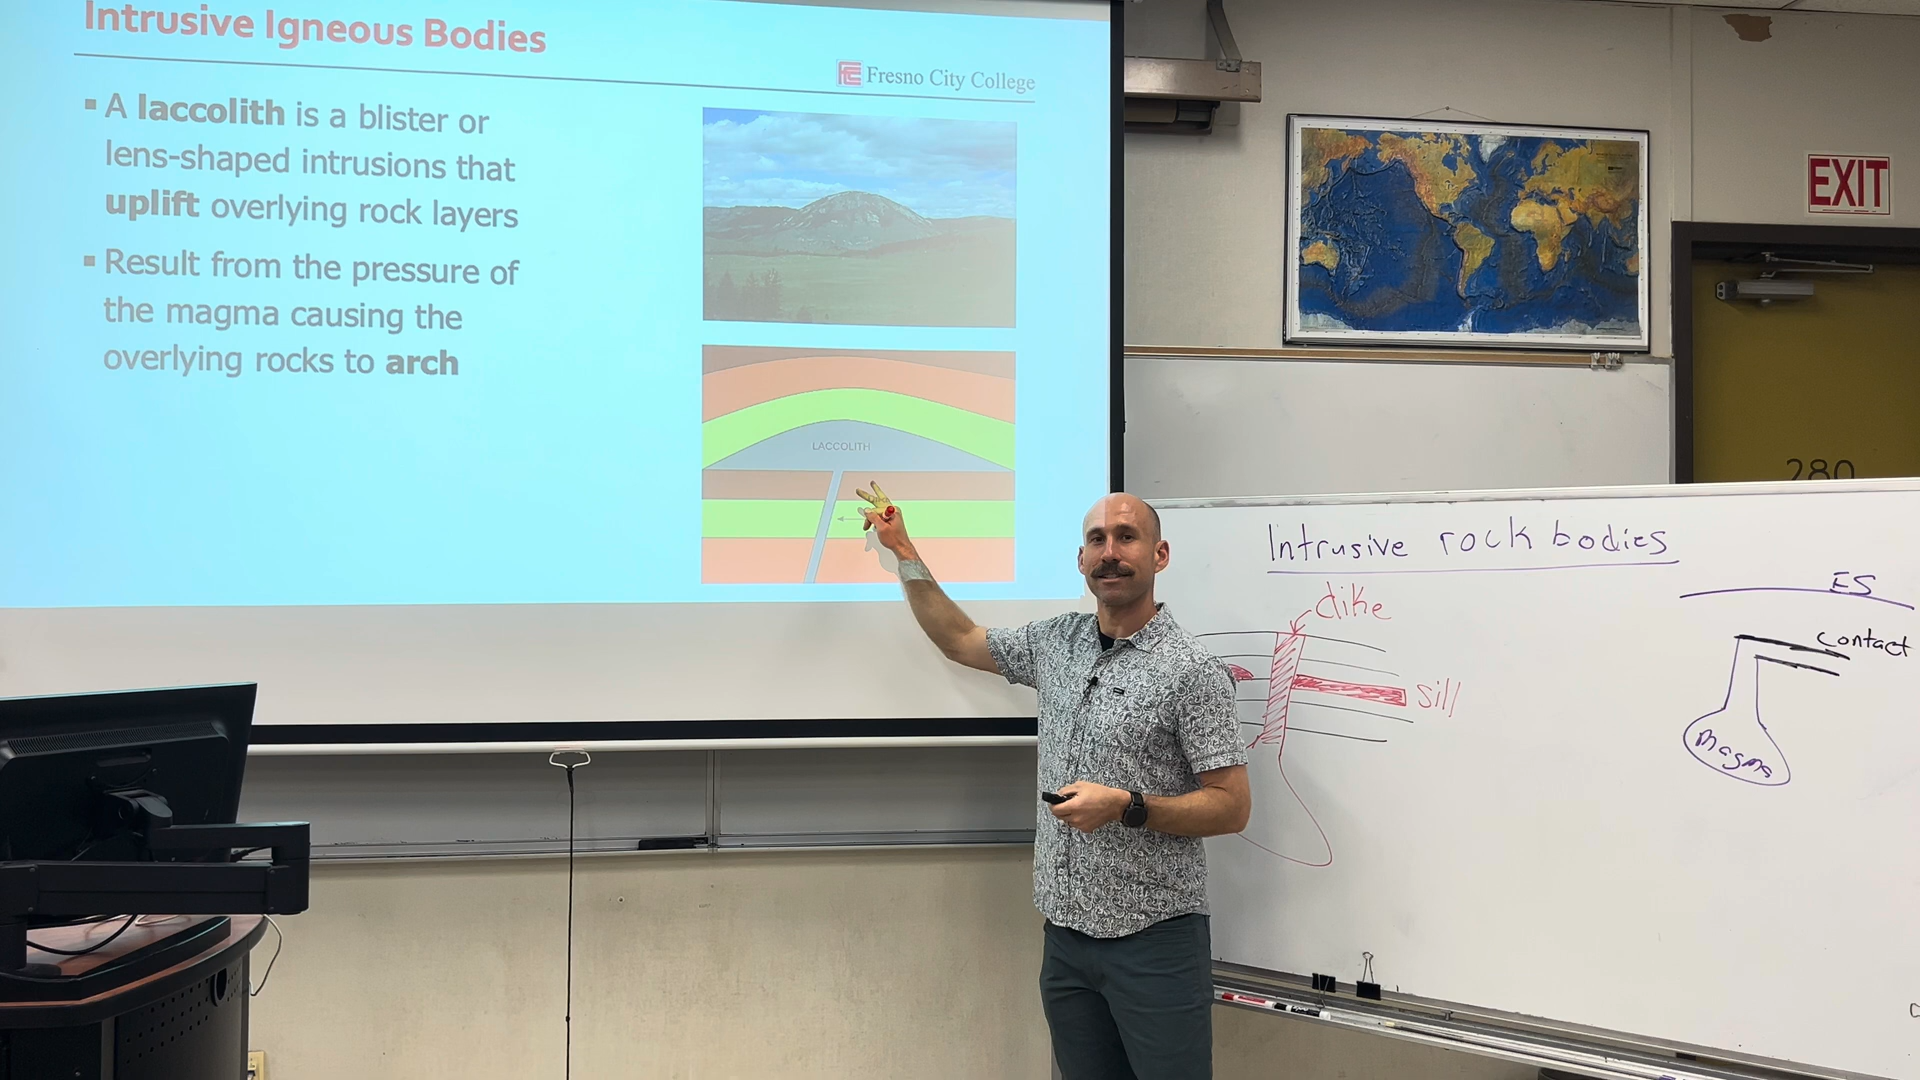 Intrusive Igneous Bodies
Fresno City College
▪ A laccolith is a blister or
lens-shaped intrusions that
uplift overlying rock layers
▪ Result from the pressure of
the magma causing the
overlying rocks to arch
LACCOLITH
EXIT
280
Intrusive rock bodies
dike
sill
ES
contact
magma